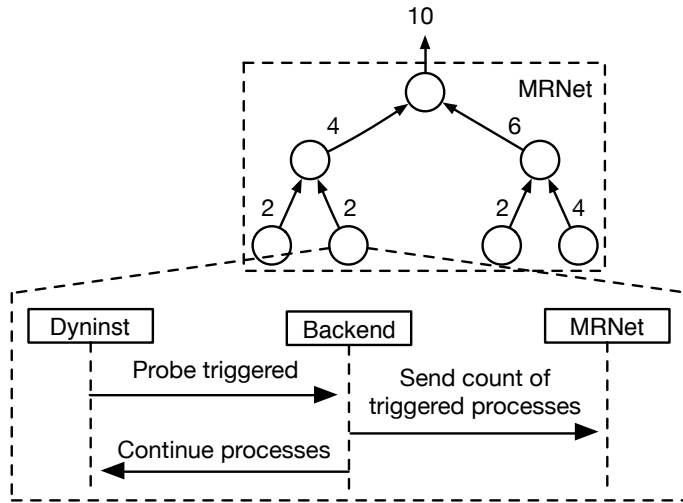 10
MRNet
4
6
2
2
2
4
Dyninst
Backend
MRNet
Probe triggered
Send count of
triggered processes
Continue processes